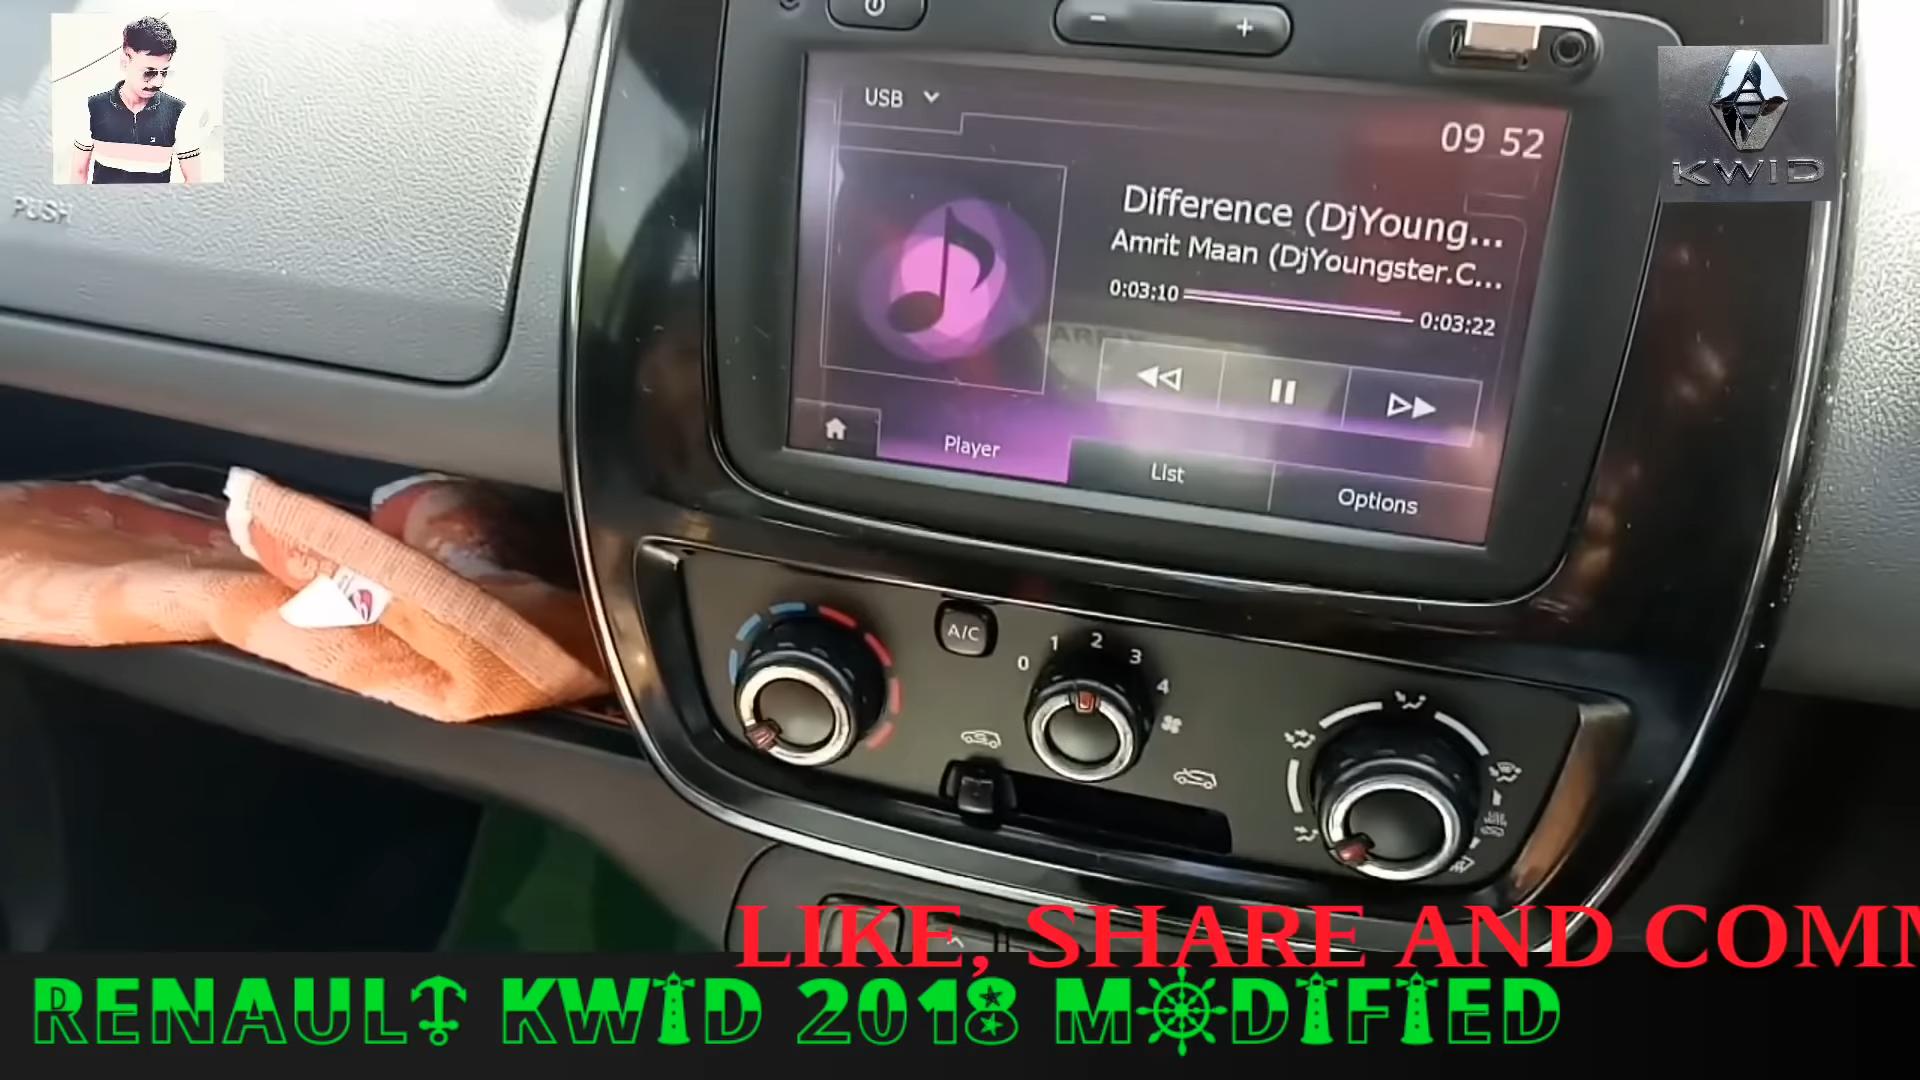 PUSH
USB
09 52
KWID
Difference (DjYoung...
Amrit Maan (DjYoungster.C...
0:03:10
0:03:22
Player
List
Options
A/C
0 1 2 3 4
LIKE, SHARE AND COMM
RENAULT KWID 2018 MODIFIED